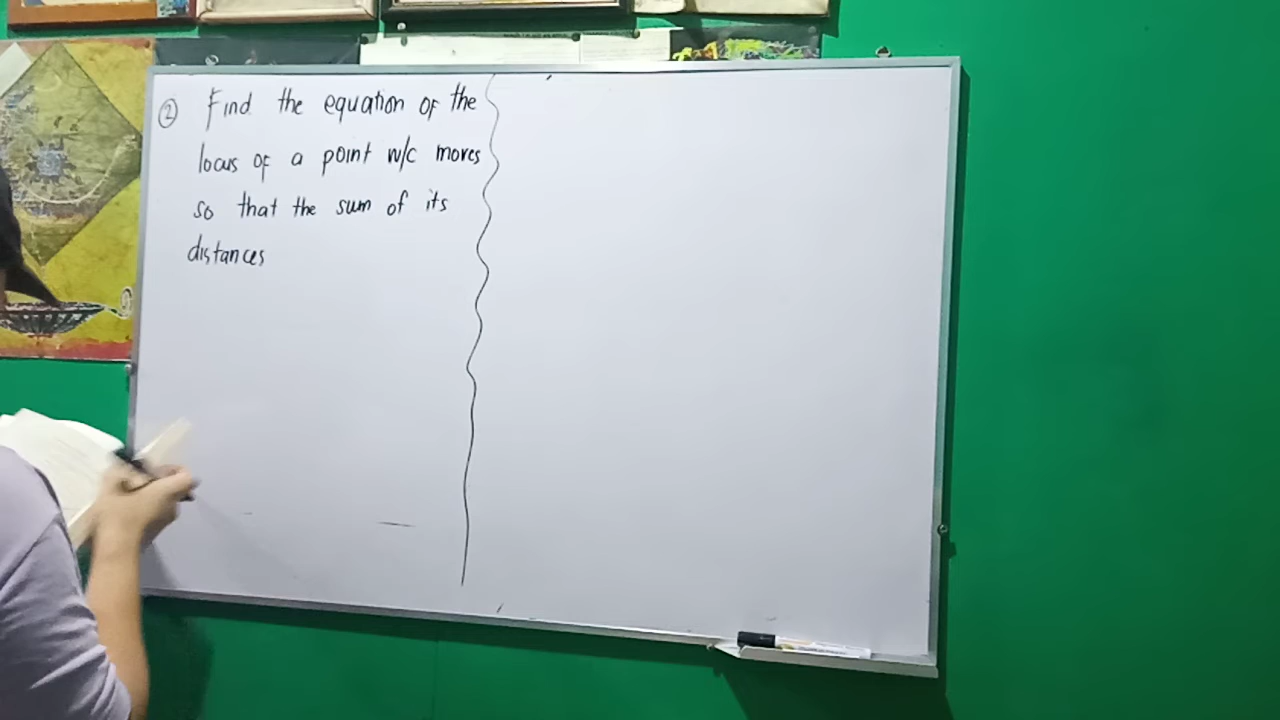 ② Find the equation of the
locus of a point w/c moves
so that the sum of its
distances